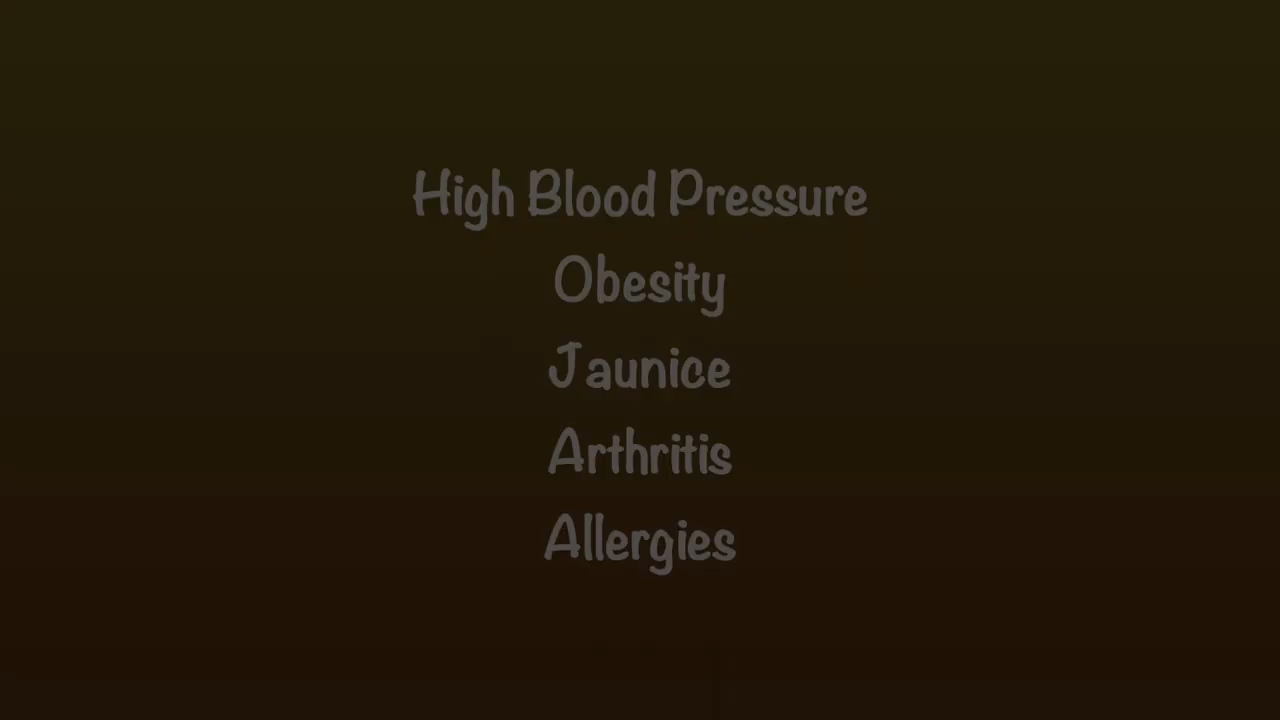 High Blood Pressure
Obesity
Jaunice
Arthritis
Allergies